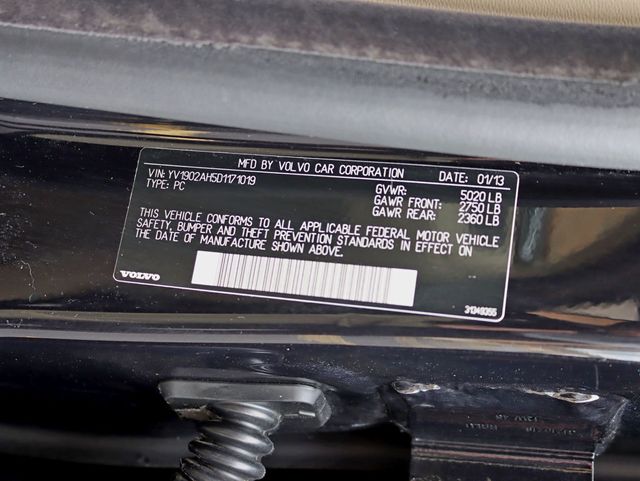 MFD BY VOLVO CAR CORPORATION DATE: 01/13
VIN: YV1902AH5D1171019
TYPE: PC
GVWR: 5020 LB
GAWR FRONT: 2750 LB
GAWR REAR: 2360 LB
THIS VEHICLE CONFORMS TO ALL APPLICABLE FEDERAL MOTOR VEHICLE
SAFETY, BUMPER AND THEFT PREVENTION STANDARDS IN EFFECT ON
THE DATE OF MANUFACTURE SHOWN ABOVE.
VOLVO